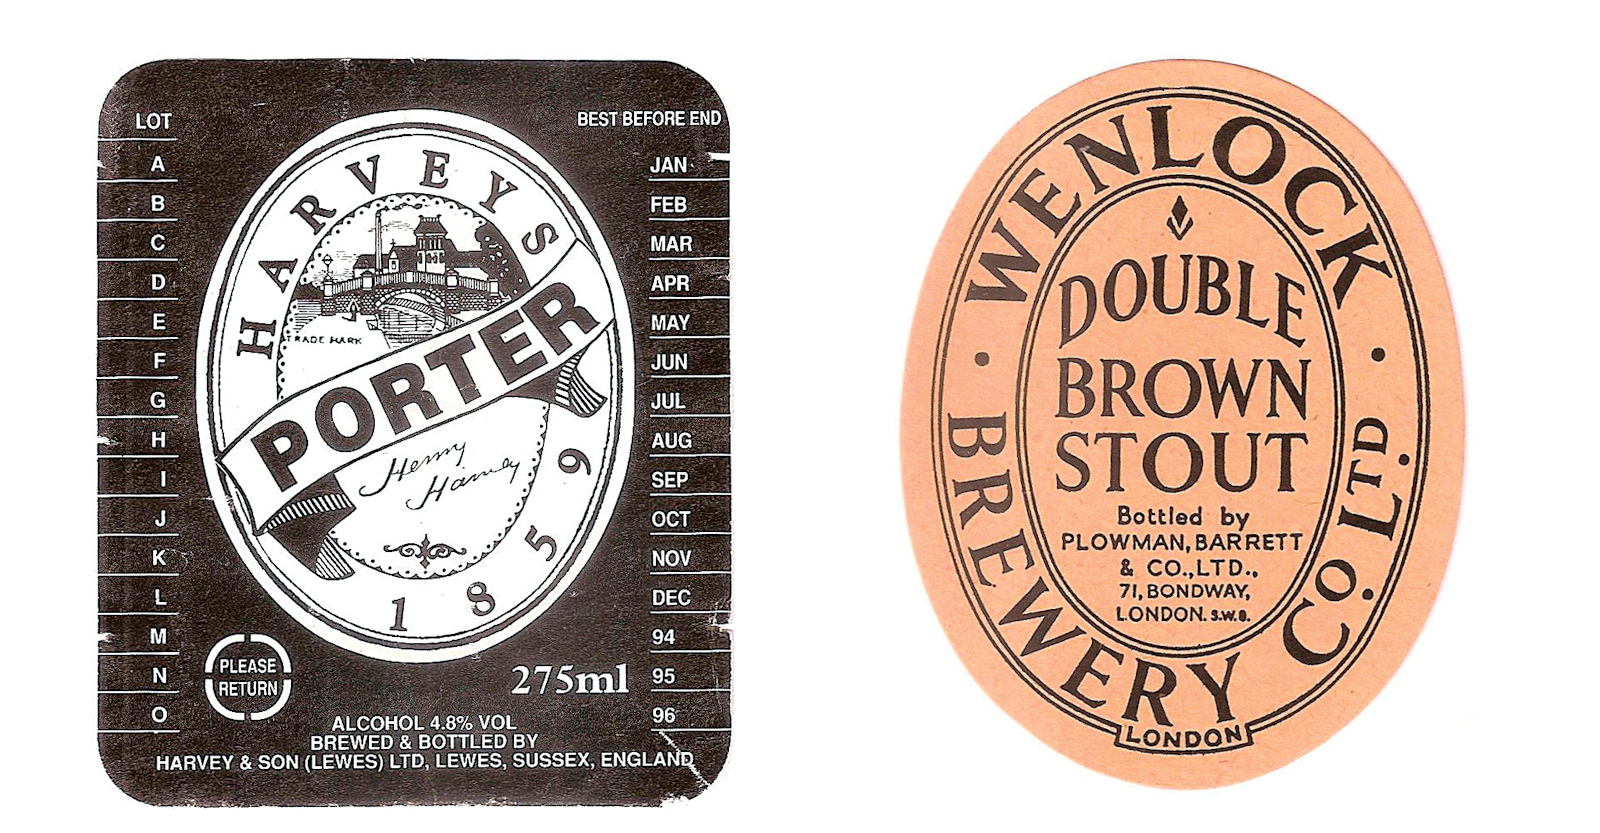 LOT
A
B
C
D
E
F
G
H
I
J
K
L
M
N
O
BEST BEFORE END
JAN
FEB
MAR
APR
MAY
JUN
JUL
AUG
SEP
OCT
NOV
DEC
94
95
96
HARVEYS
TRADE MARK
PORTER
Henry
Harvey
1859
PLEASE
RETURN
275ml
ALCOHOL 4.8% VOL
BREWED & BOTTLED BY
HARVEY & SON (LEWES) LTD, LEWES, SUSSEX, ENGLAND
WENLOCK
BREWERY CO. LTD.
LONDON
DOUBLE
BROWN
STOUT
Bottled by
PLOWMAN, BARRETT
& CO., LTD.,
71, BONDWAY,
LONDON. S.W.8.